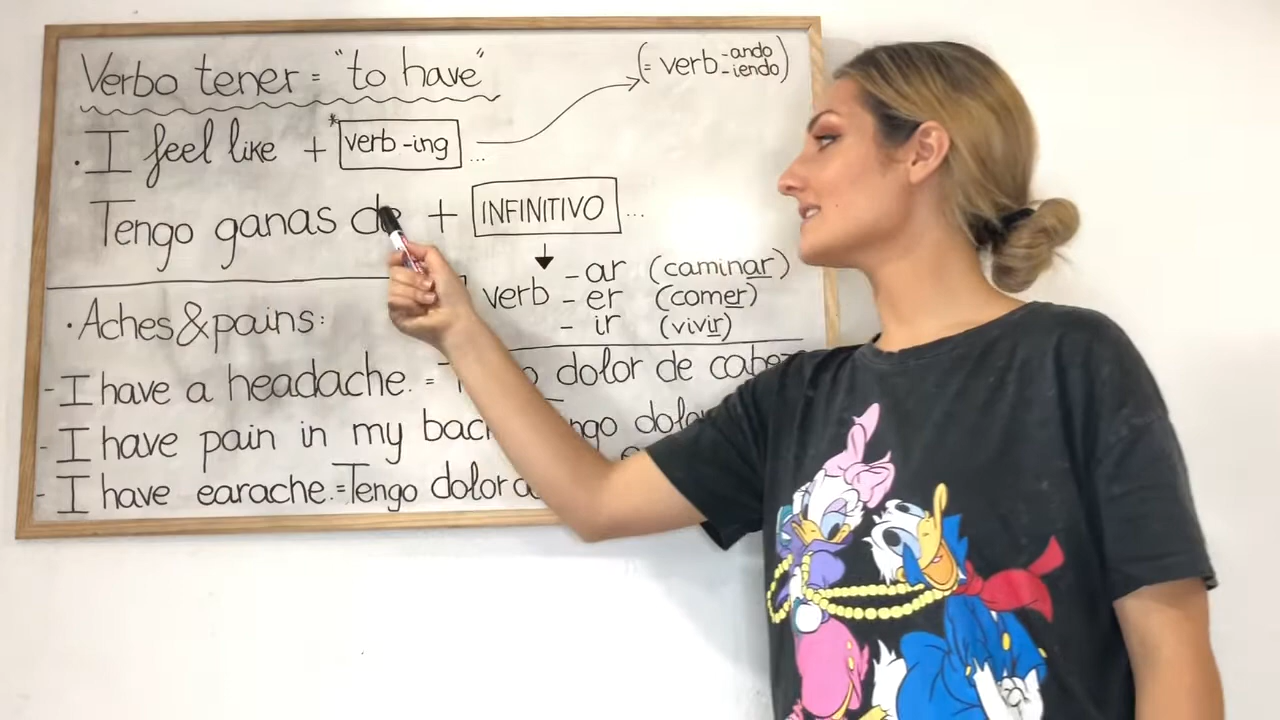 Verbo tener = "to have"
(= verb -ando
-iendo)
· I feel like + *verb -ing ...
Tengo ganas de + INFINITIVO ...
verb - ar (caminar)
- er (comer)
- ir (vivir)
· Aches & pains:
- I have a headache. = dolor de
- I have pain in my
- I have earache. = Tengo dolor